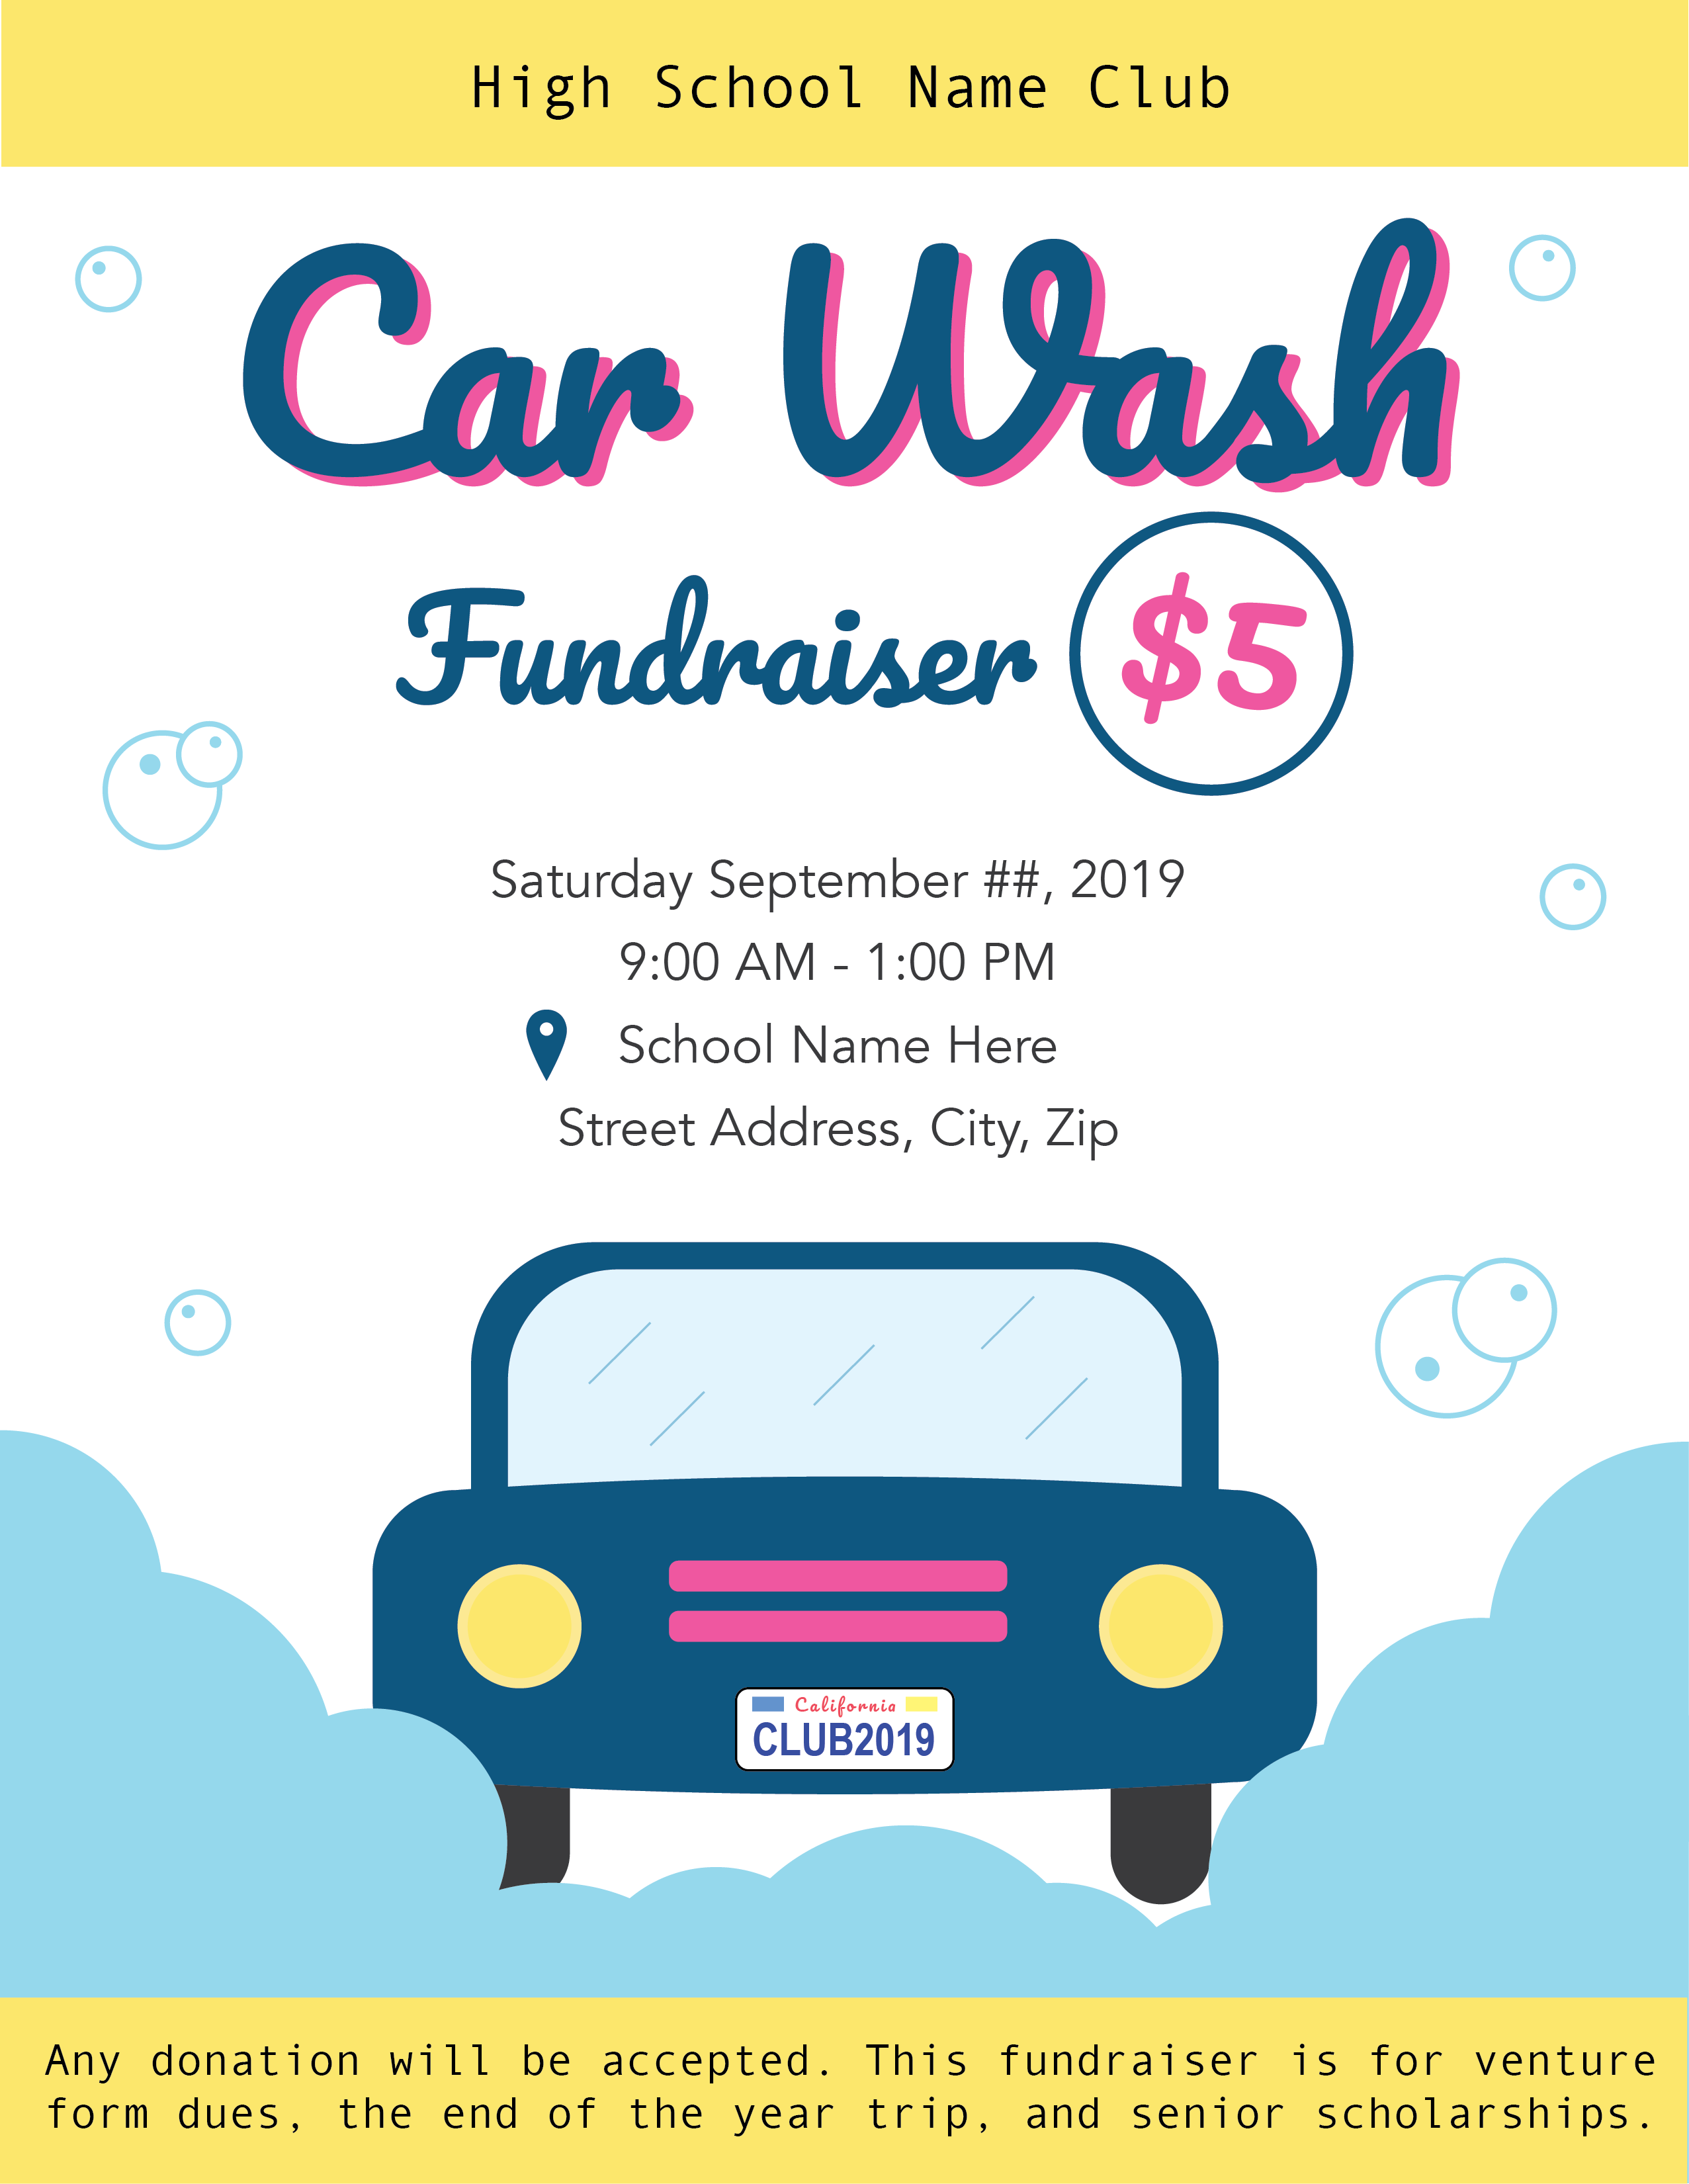 High School Name Club
Car Wash
Fundraiser $5
Saturday September ##, 2019
9:00 AM - 1:00 PM
School Name Here
Street Address, City, Zip
California
CLUB2019
Any donation will be accepted. This fundraiser is for venture
form dues, the end of the year trip, and senior scholarships.